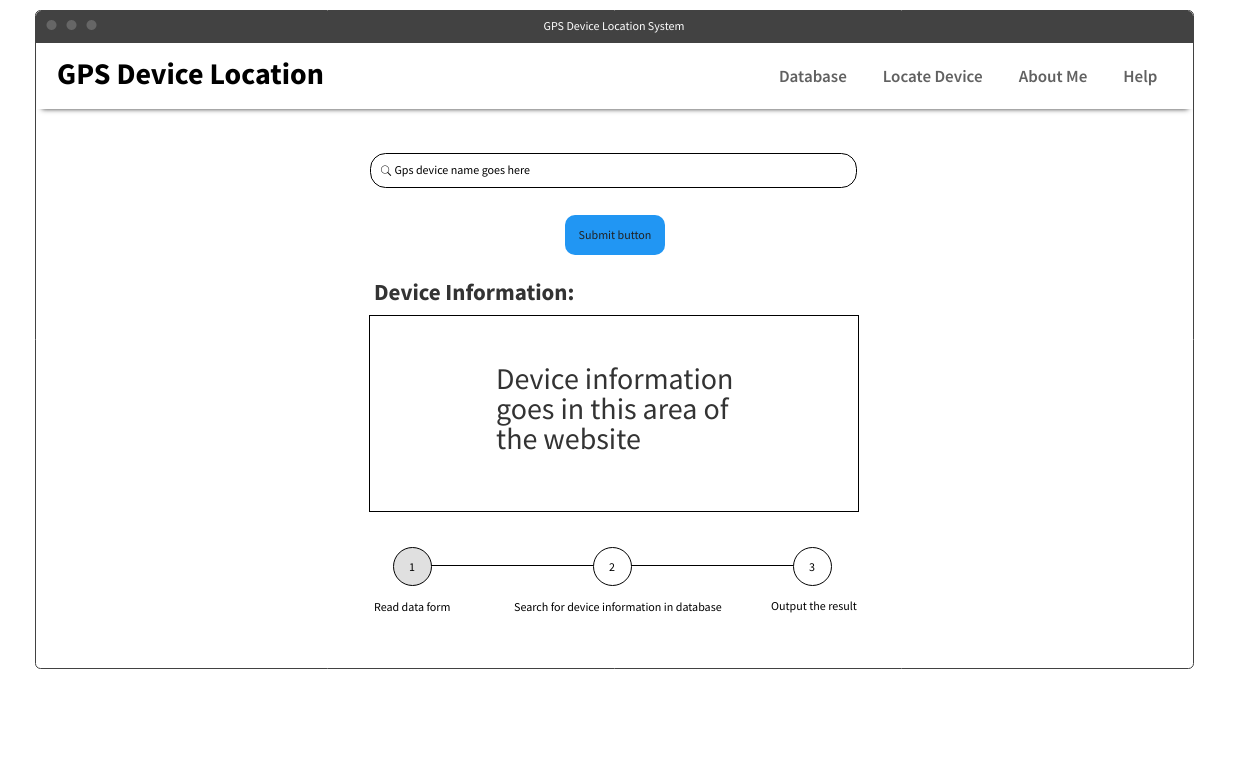 GPS Device Location System
GPS Device Location
Database
Locate Device
About Me
Help
Gps device name goes here
Submit button
Device Information:
Device information
goes in this area of
the website
1
2
3
Read data form
Search for device information in database
Output the result